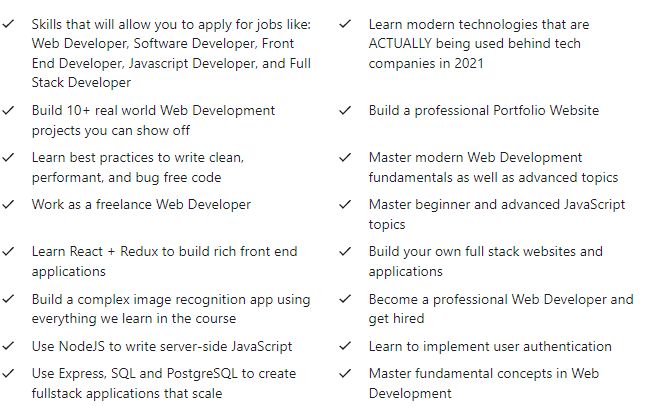 Skills that will allow you to apply for jobs like:
Web Developer, Software Developer, Front
End Developer, Javascript Developer, and Full
Stack Developer
Learn modern technologies that are
ACTUALLY being used behind tech
companies in 2021
Build 10+ real world Web Development
projects you can show off
Build a professional Portfolio Website
Learn best practices to write clean,
performant, and bug free code
Master modern Web Development
fundamentals as well as advanced topics
Work as a freelance Web Developer
Master beginner and advanced JavaScript
topics
Learn React + Redux to build rich front end
applications
Build your own full stack websites and
applications
Build a complex image recognition app using
everything we learn in the course
Become a professional Web Developer and
get hired
Use NodeJS to write server-side JavaScript
Learn to implement user authentication
Use Express, SQL and PostgreSQL to create
fullstack applications that scale
Master fundamental concepts in Web
Development